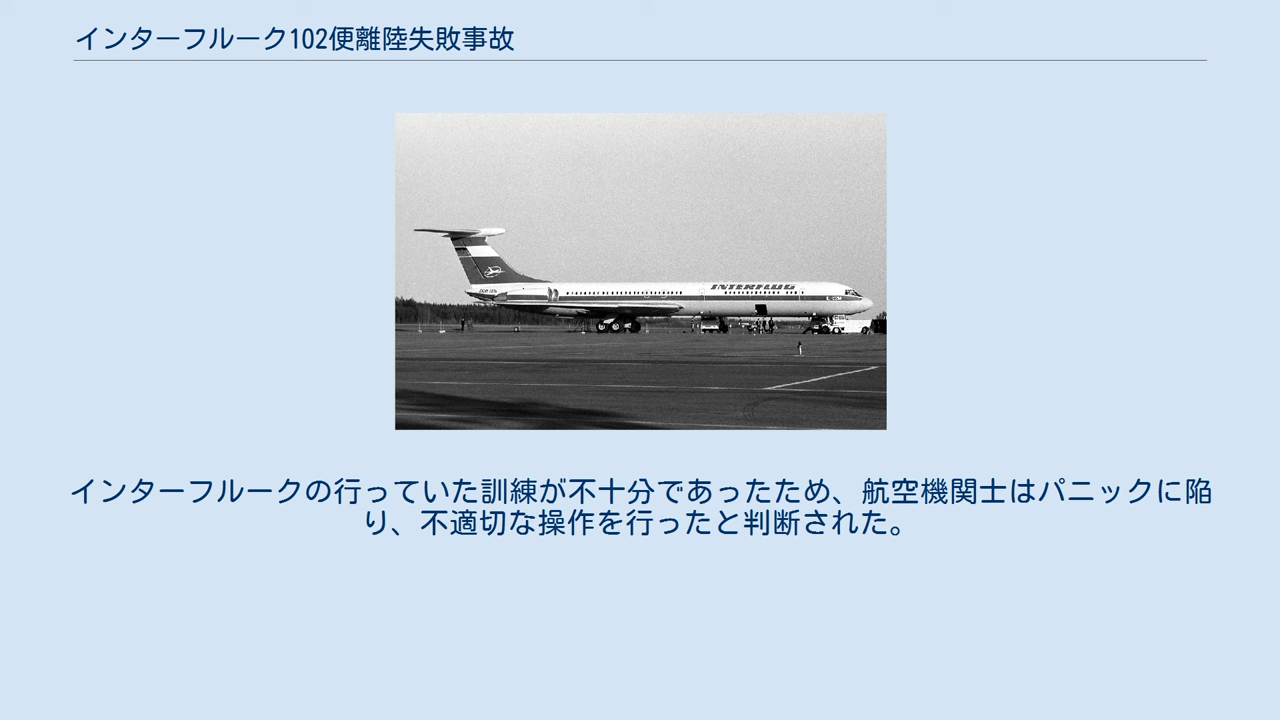 インターフルーク102便離陸失敗事故
INTERFLUG
インターフルークの行っていた訓練が不十分であったため、航空機関士はパニックに陥
り、不適切な操作を行ったと判断された。